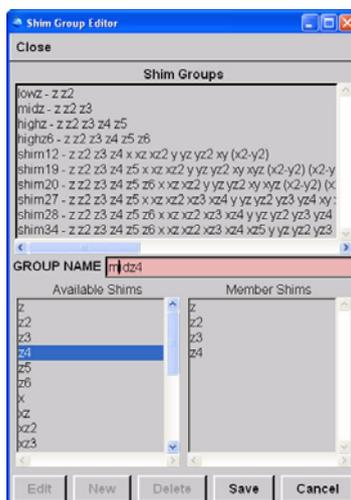 Shim Group Editor
Close
Shim Groups
lowz - z z2
midz - z z2 z3
highz - z z2 z3 z4 z5
highz6 - z z2 z3 z4 z5 z6
shim12 - z z2 z3 z4 x xz xz2 y yz yz2 xy (x2-y2)
shim19 - z z2 z3 z4 z5 x xz xz2 y yz yz2 xy xyz (x2-y2) (x2-y
shim20 - z z2 z3 z4 z5 z6 x xz xz2 y yz yz2 xy xyz (x2-y2) (x
shim27 - z z2 z3 z4 z5 x xz xz2 xz3 xz4 y yz yz2 yz3 yz4 xy
shim28 - z z2 z3 z4 z5 z6 x xz xz2 xz3 xz4 y yz yz2 yz3 yz4
shim34 - z z2 z3 z4 z5 z6 x xz xz2 xz3 xz4 xz5 y yz yz2 yz3
GROUP NAME midz4
Available Shims Member Shims
z z
z2 z2
z3 z3
z4 z4
z5
z6
x
xz
xz2
xz3
Edit New Delete Save Cancel